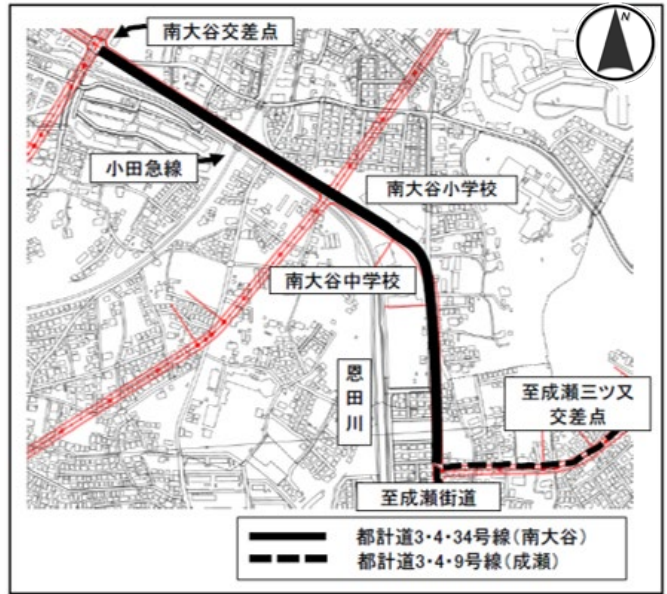 南大谷交差点
N
小田急線
南大谷小学校
南大谷中学校
恩田川
至成瀬三ツ又
交差点
至成瀬街道
都計道3・4・34号線(南大谷)
都計道3・4・9号線(成瀬)